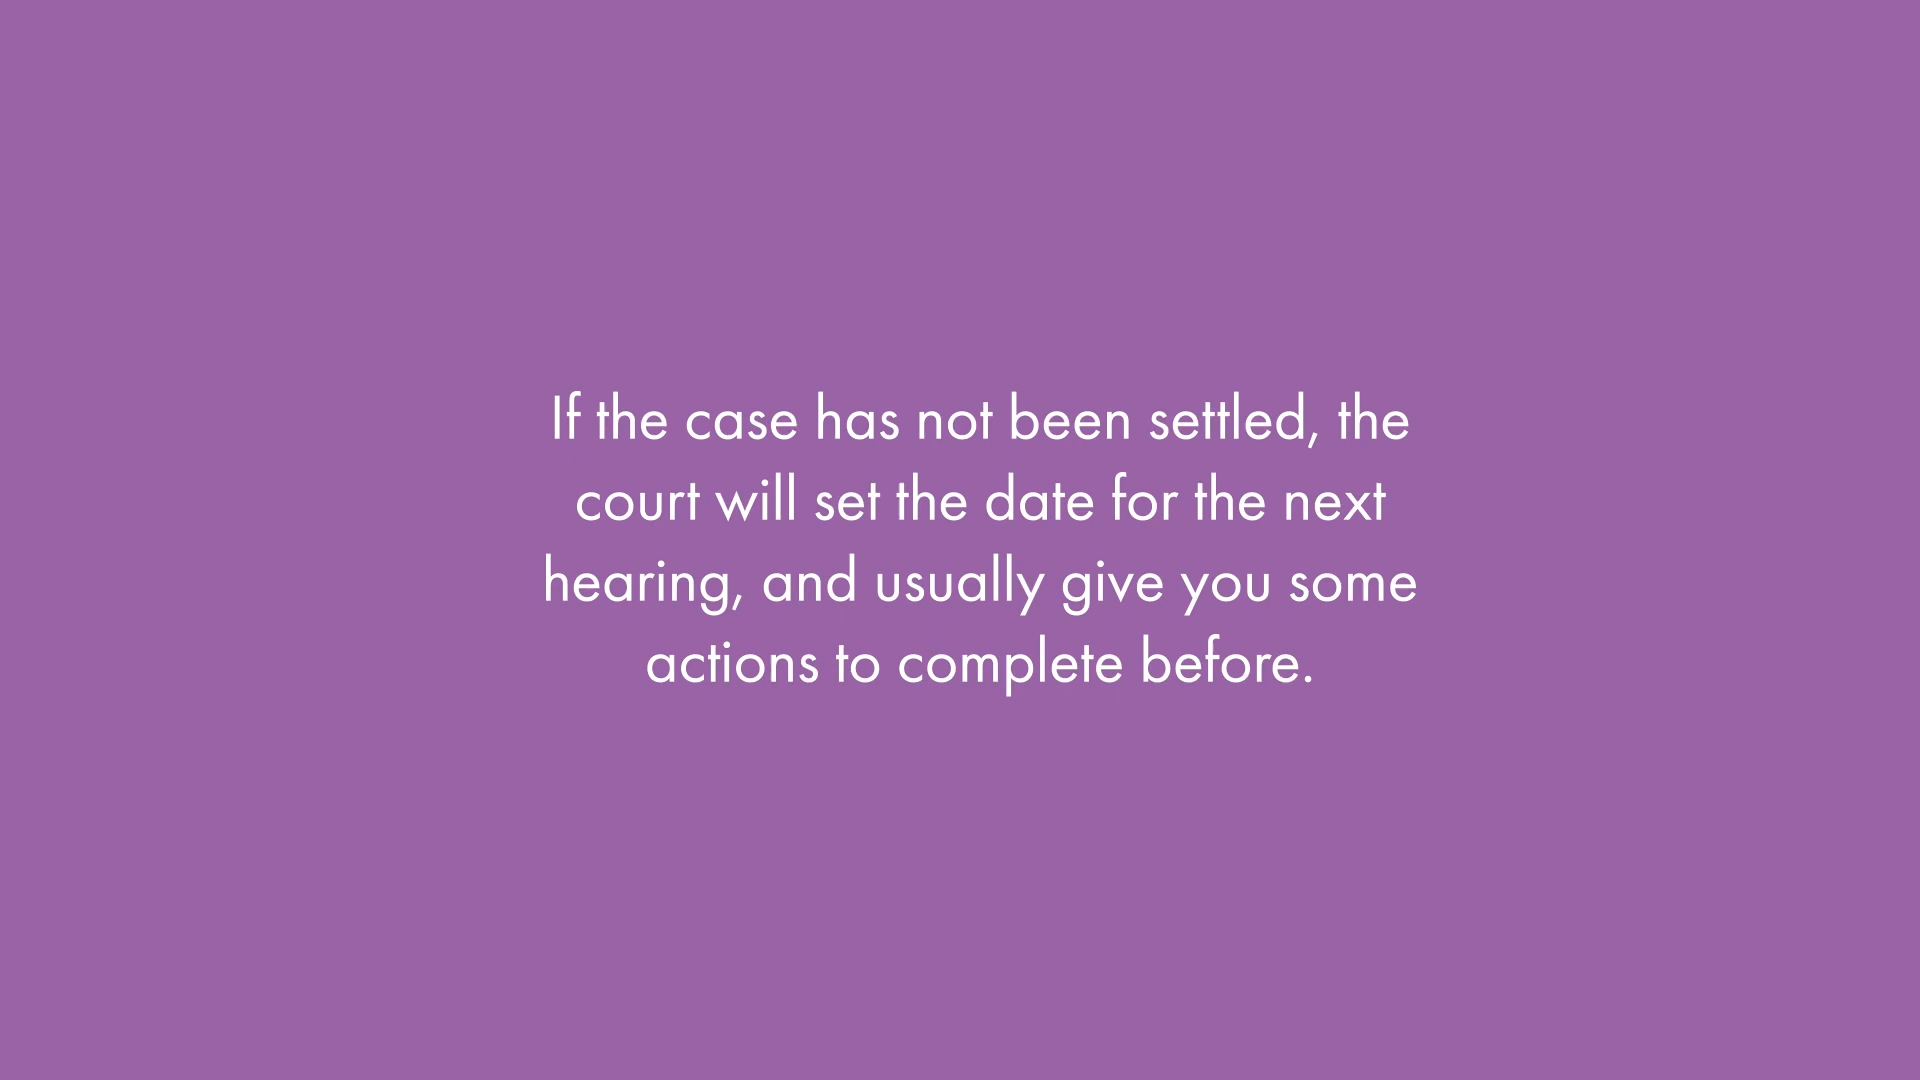 If the case has not been settled, the
court will set the date for the next
hearing, and usually give you some
actions to complete before.